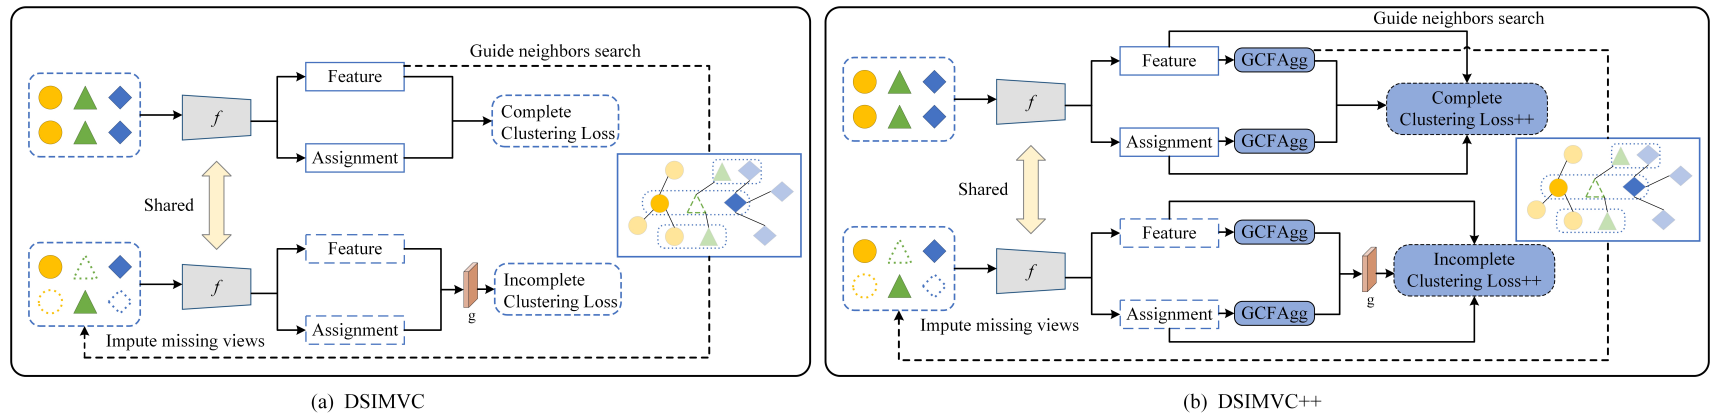 Guide neighbors search
Feature
f
Complete
Clustering Loss
Assignment
Shared
Feature
f
Incomplete
Clustering Loss
g
Assignment
Impute missing views
(a) DSIMVC
Guide neighbors search
Feature
GCFAgg
f
Complete
Clustering Loss++
Assignment
GCFAgg
Shared
Feature
GCFAgg
f
Incomplete
Clustering Loss++
g
Assignment
GCFAgg
Impute missing views
(b) DSIMVC++